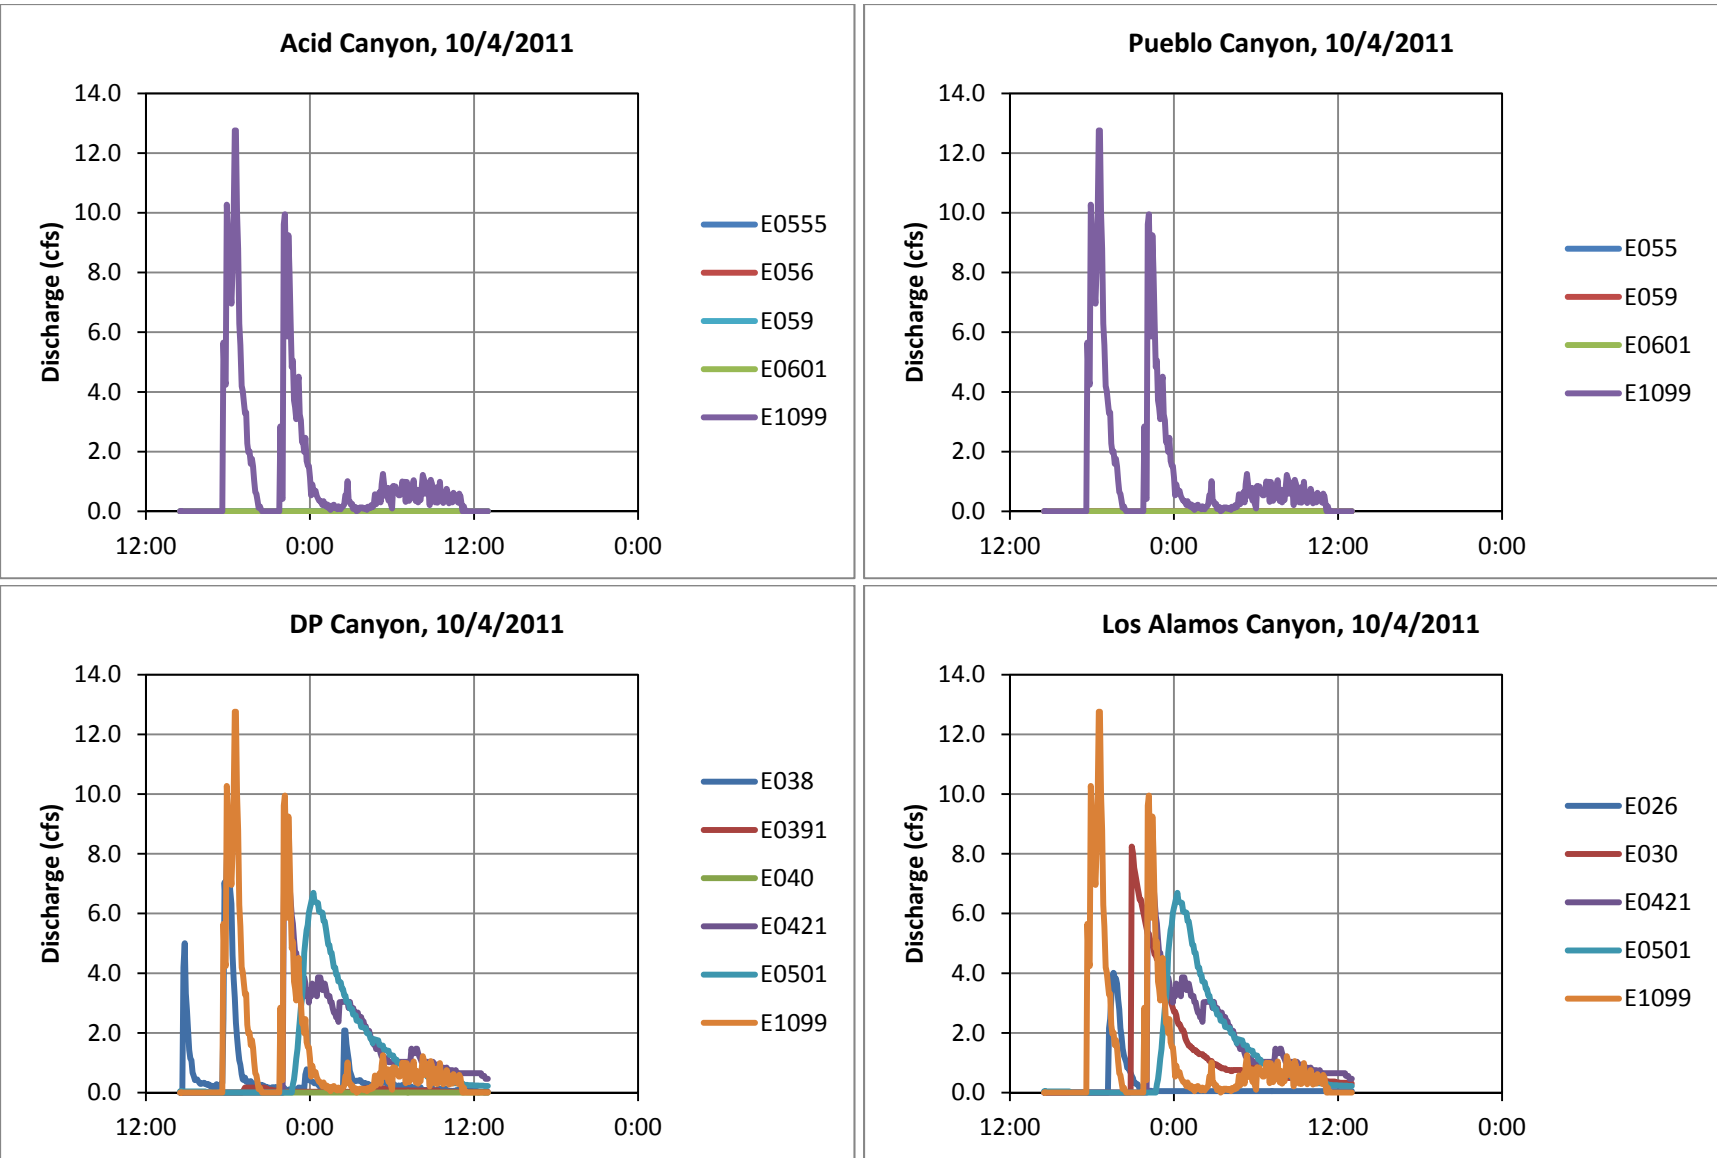 Acid Canyon, 10/4/2011
14.0
12.0
10.0
8.0
6.0
4.0
2.0
0.0
Discharge (cfs)
12:00 0:00 12:00 0:00
E0555
E056
E059
E0601
E1099
Pueblo Canyon, 10/4/2011
14.0
12.0
10.0
8.0
6.0
4.0
2.0
0.0
Discharge (cfs)
12:00 0:00 12:00 0:00
E055
E059
E0601
E1099
DP Canyon, 10/4/2011
14.0
12.0
10.0
8.0
6.0
4.0
2.0
0.0
Discharge (cfs)
12:00 0:00 12:00 0:00
E038
E0391
E040
E0421
E0501
E1099
Los Alamos Canyon, 10/4/2011
14.0
12.0
10.0
8.0
6.0
4.0
2.0
0.0
Discharge (cfs)
12:00 0:00 12:00 0:00
E026
E030
E0421
E0501
E1099